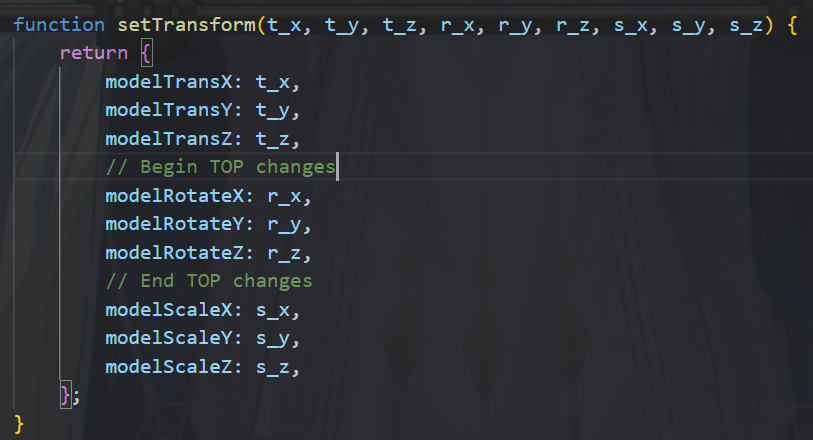 function setTransform(t_x, t_y, t_z, r_x, r_y, r_z, s_x, s_y, s_z) {
    return {
        modelTransX: t_x,
        modelTransY: t_y,
        modelTransZ: t_z,
        // Begin TOP changes
        modelRotateX: r_x,
        modelRotateY: r_y,
        modelRotateZ: r_z,
        // End TOP changes
        modelScaleX: s_x,
        modelScaleY: s_y,
        modelScaleZ: s_z,
    };
}